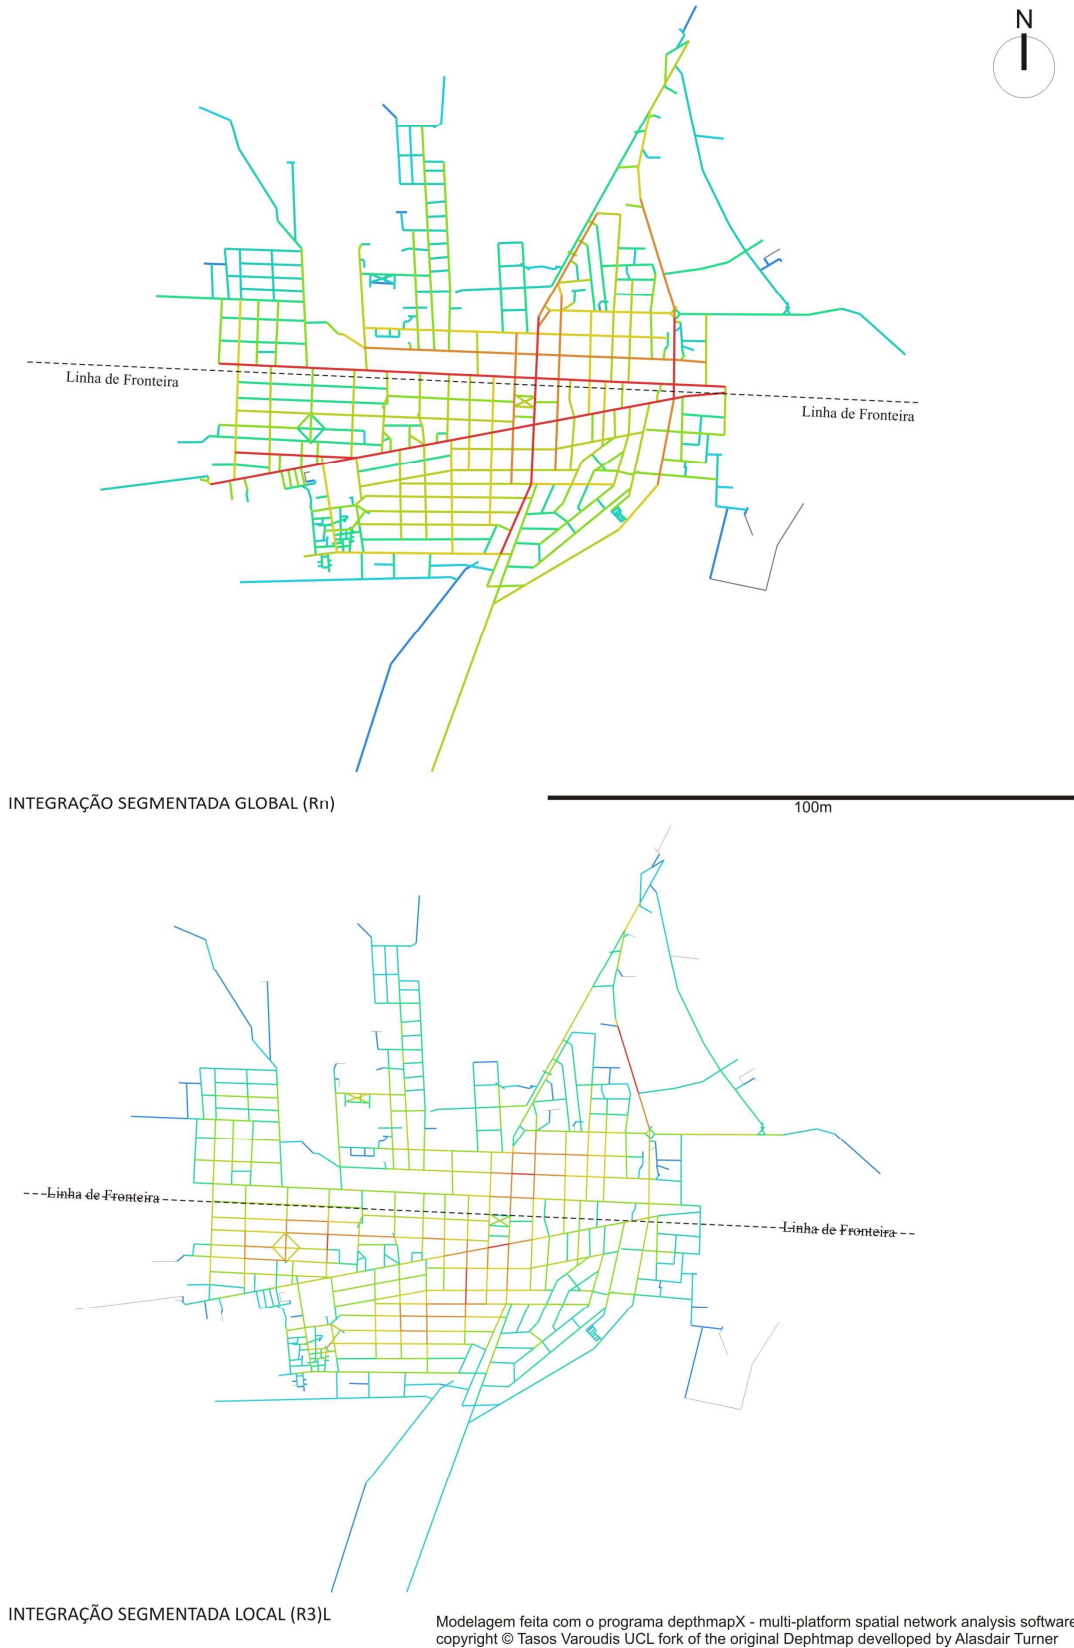 N
Linha de Fronteira
Linha de Fronteira
INTEGRAÇÃO SEGMENTADA GLOBAL (Rn)
100m
Linha de Fronteira
Linha de Fronteira
INTEGRAÇÃO SEGMENTADA LOCAL (R3)L
Modelagem feita com o programa depthmapX - multi-platform spatial network analysis software
copyright © Tasos Varoudis UCL fork of the original Dephtmap develloped by Alasdair Turner